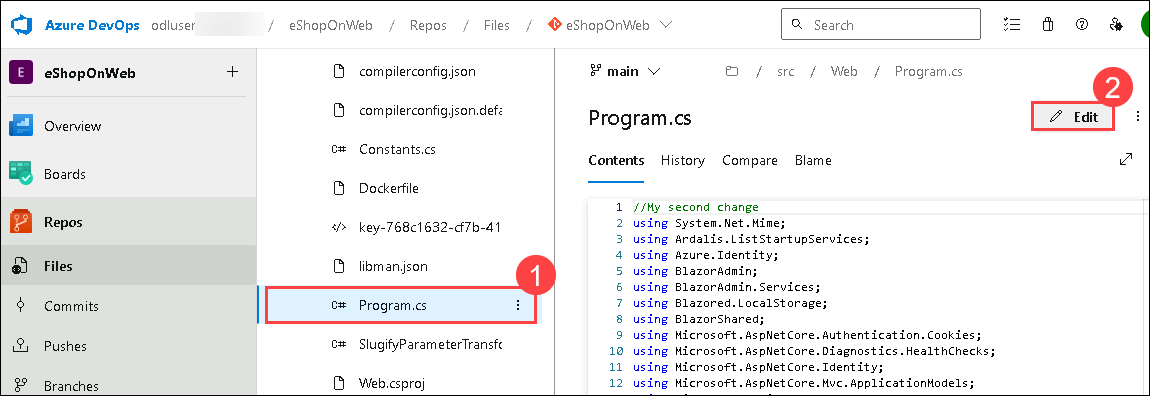 Azure DevOps odluser / eShopOnWeb / Repos / Files / eShopOnWeb Search
E eShopOnWeb +
Overview
Boards
Repos
Files
Commits
Pushes
Branches
compilerconfig.json
compilerconfig.json.defa
C# Constants.cs
Dockerfile
</> key-768c1632-cf7b-41
libman.json
1
C# Program.cs
C# SlugifyParameterTransfo
Web.csproj
main / src / Web / Program.cs
2
Program.cs Edit
Contents History Compare Blame
1 //My second change
2 using System.Net.Mime;
3 using Ardalis.ListStartupServices;
4 using Azure.Identity;
5 using BlazorAdmin;
6 using BlazorAdmin.Services;
7 using Blazored.LocalStorage;
8 using BlazorShared;
9 using Microsoft.AspNetCore.Authentication.Cookies;
10 using Microsoft.AspNetCore.Diagnostics.HealthChecks;
11 using Microsoft.AspNetCore.Identity;
12 using Microsoft.AspNetCore.Mvc.ApplicationModels;